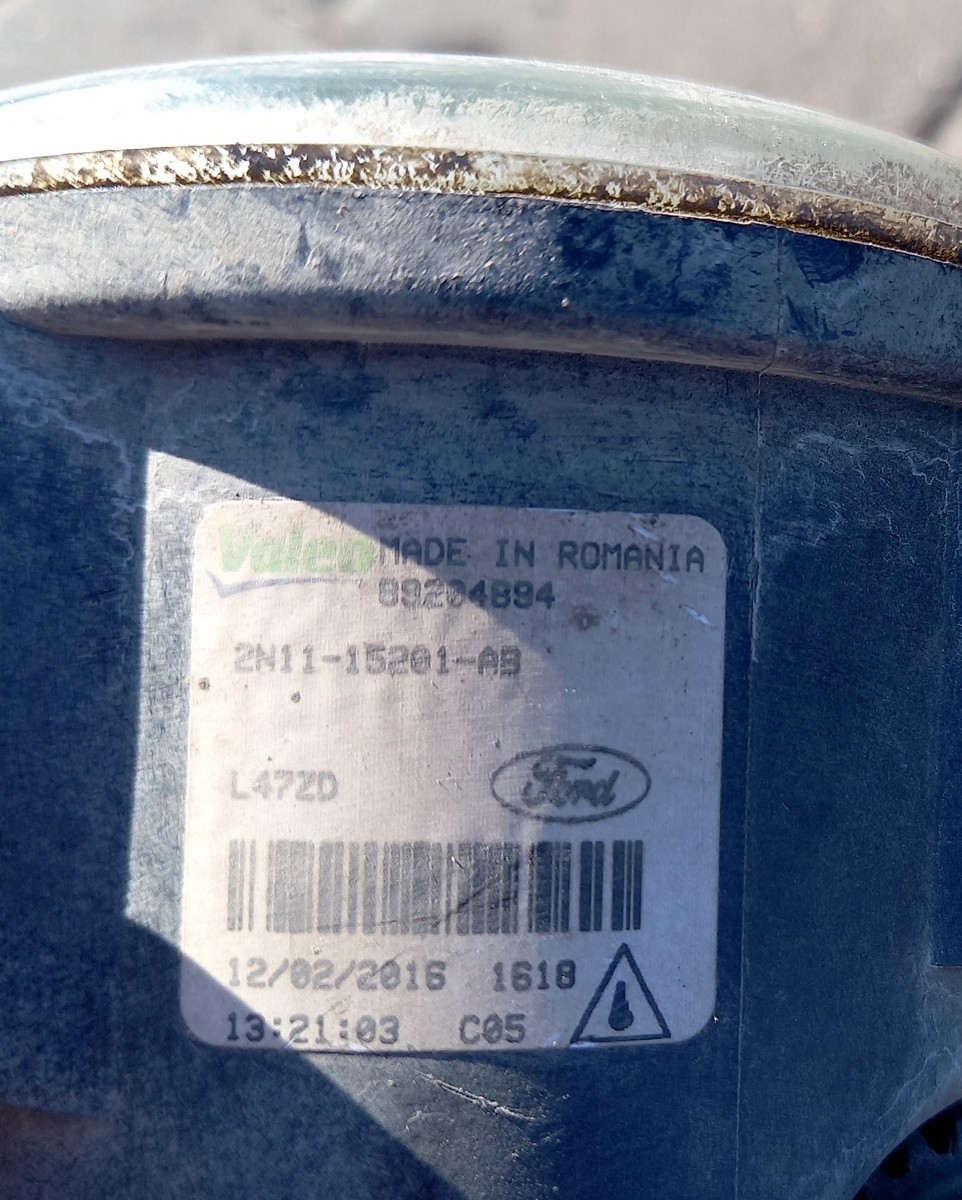 Valeo MADE IN ROMANIA
89204894
2N11-15201-AB
L47ZD Ford
12/02/2016 1618
13:21:03 C05